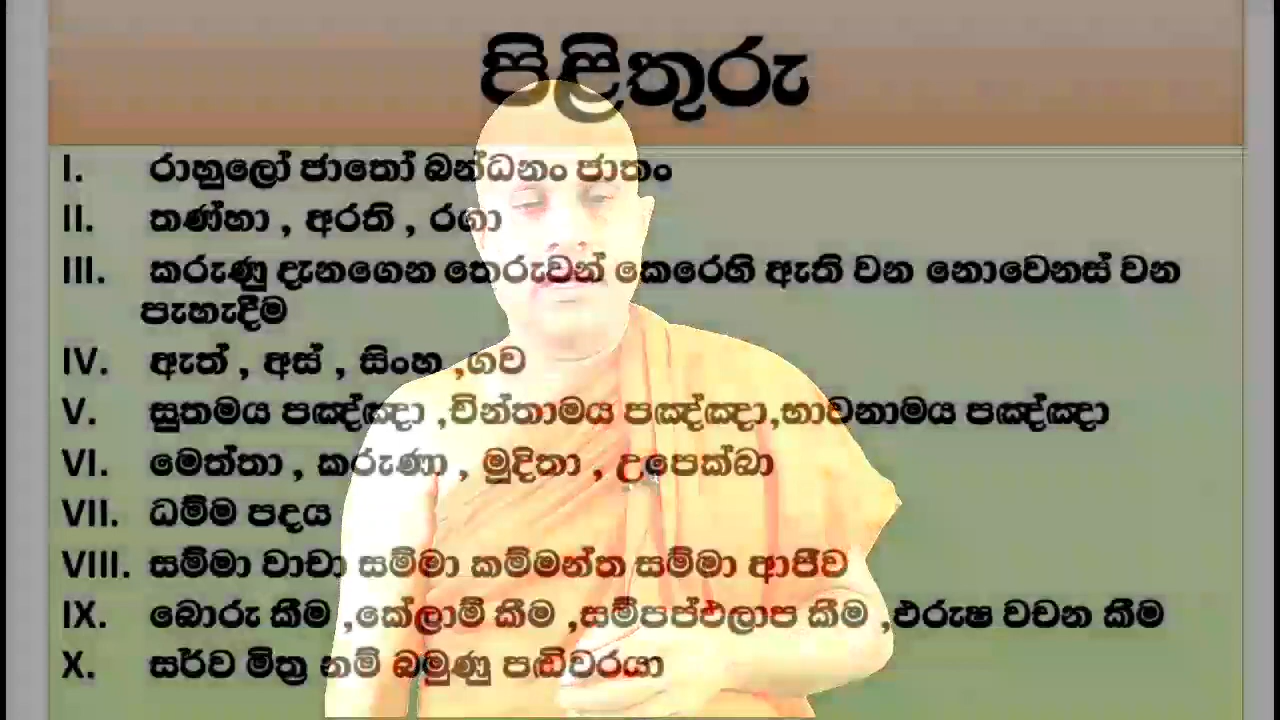 පිළිතුරු
I. රාහුලෝ ජාතෝ බන්ධනං ජාතං
II. තණ්හා , අරති , රගා
III. කරුණු දැනගෙන තෙරුවන් කෙරෙහි ඇති වන නොවෙනස් වන
පැහැදීම
IV. ඇත් , අස් , සිංහ ,ගව
V. සුතමය පඤ්ඤා ,චින්තාමය පඤ්ඤා,භාවනාමය පඤ්ඤා
VI. මෙත්තා , කරුණා , මුදිතා , උපෙක්ඛා
VII. ධම්ම පදය
VIII. සම්මා වාචා සම්මා කම්මන්ත සම්මා ආජීව
IX. බොරු කීම ,කේලාම් කීම ,සම්පප්ඵලාප කීම ,ඵරුෂ වචන කීම
X. සර්ව මිත්‍ර නම් බමුණු පඬිවරයා